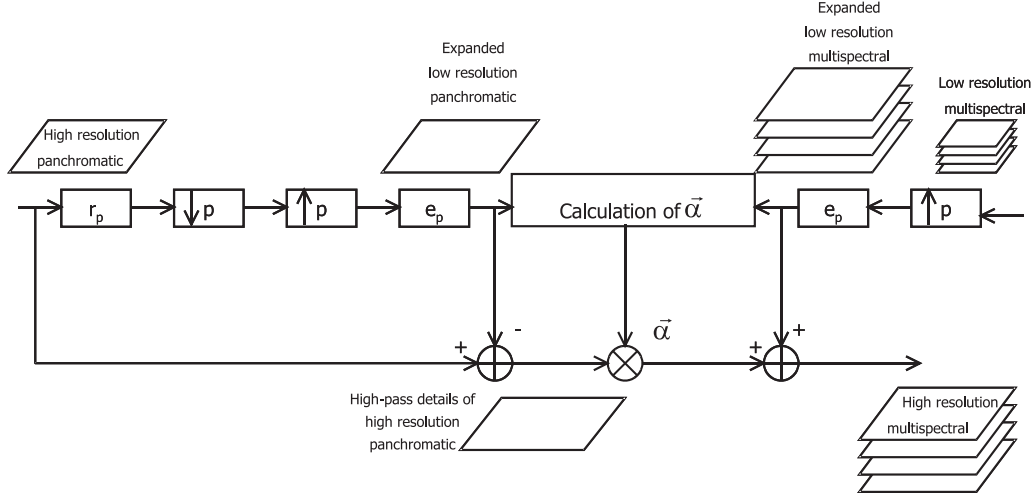 Expanded
low resolution
multispectral
Expanded
low resolution
panchromatic
Low resolution
multispectral
High resolution
panchromatic
r_p
p
p
e_p
Calculation of α⃗
e_p
p
-
α⃗
+
+
+
High-pass details of
high resolution
panchromatic
High resolution
multispectral